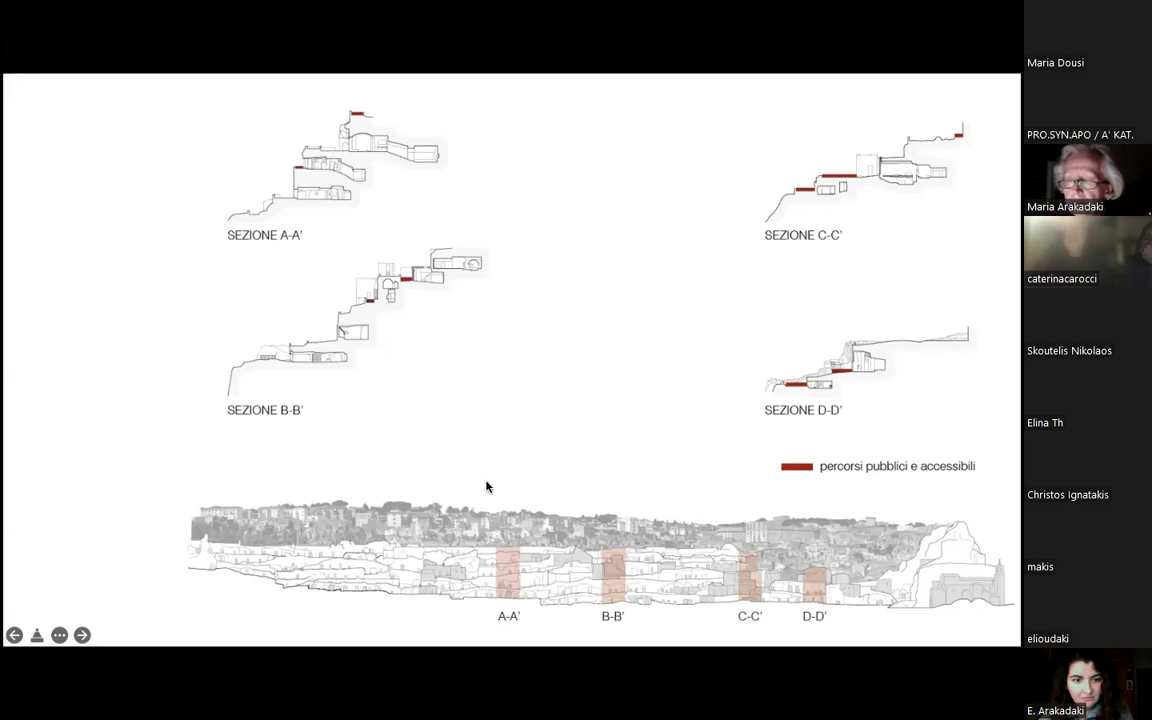 SEZIONE A-A'
SEZIONE C-C'
SEZIONE B-B'
SEZIONE D-D'
percorsi pubblici e accessibili
A-A'
B-B'
C-C'
D-D'
Maria Dousi
PRO.SYN.APO / A' KAT.
Maria Arakadaki
caterinacarocci
Skoutelis Nikolaos
Elina Th
Christos Ignatakis
makis
elioudaki
E. Arakadaki